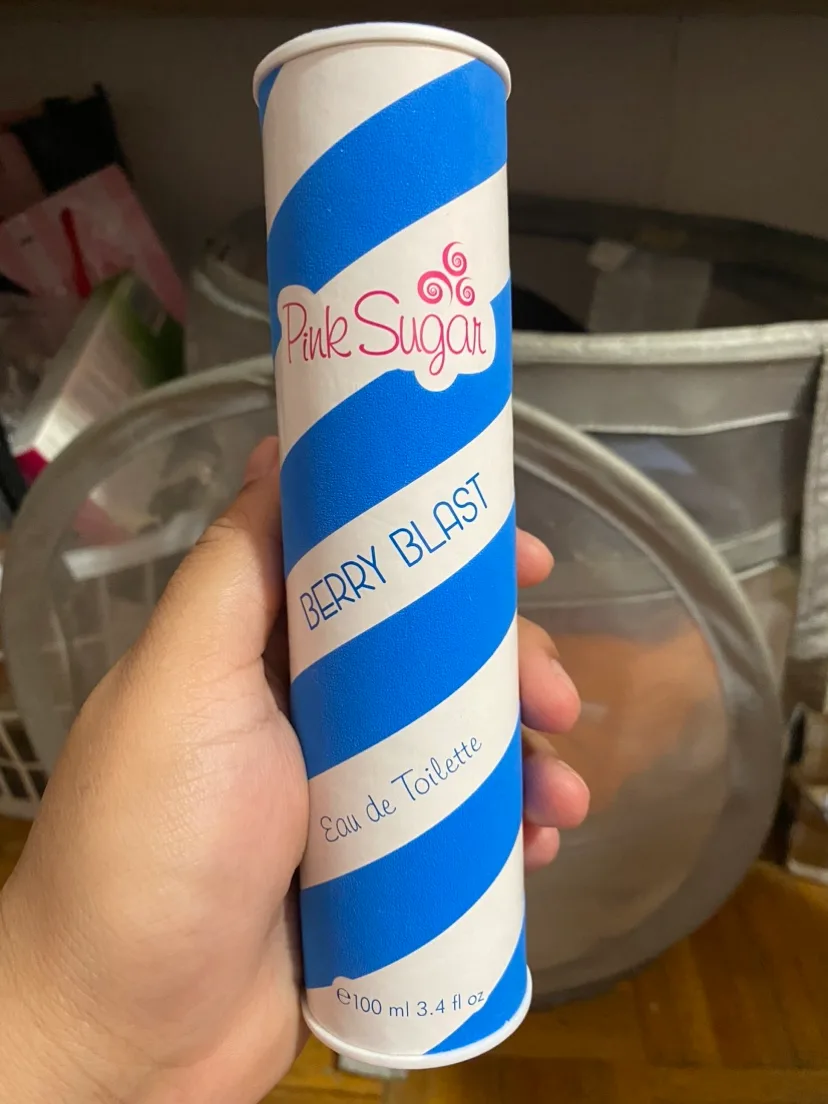 Pink Sugar
BERRY BLAST
Eau de Toilette
℮100 ml 3.4 fl oz